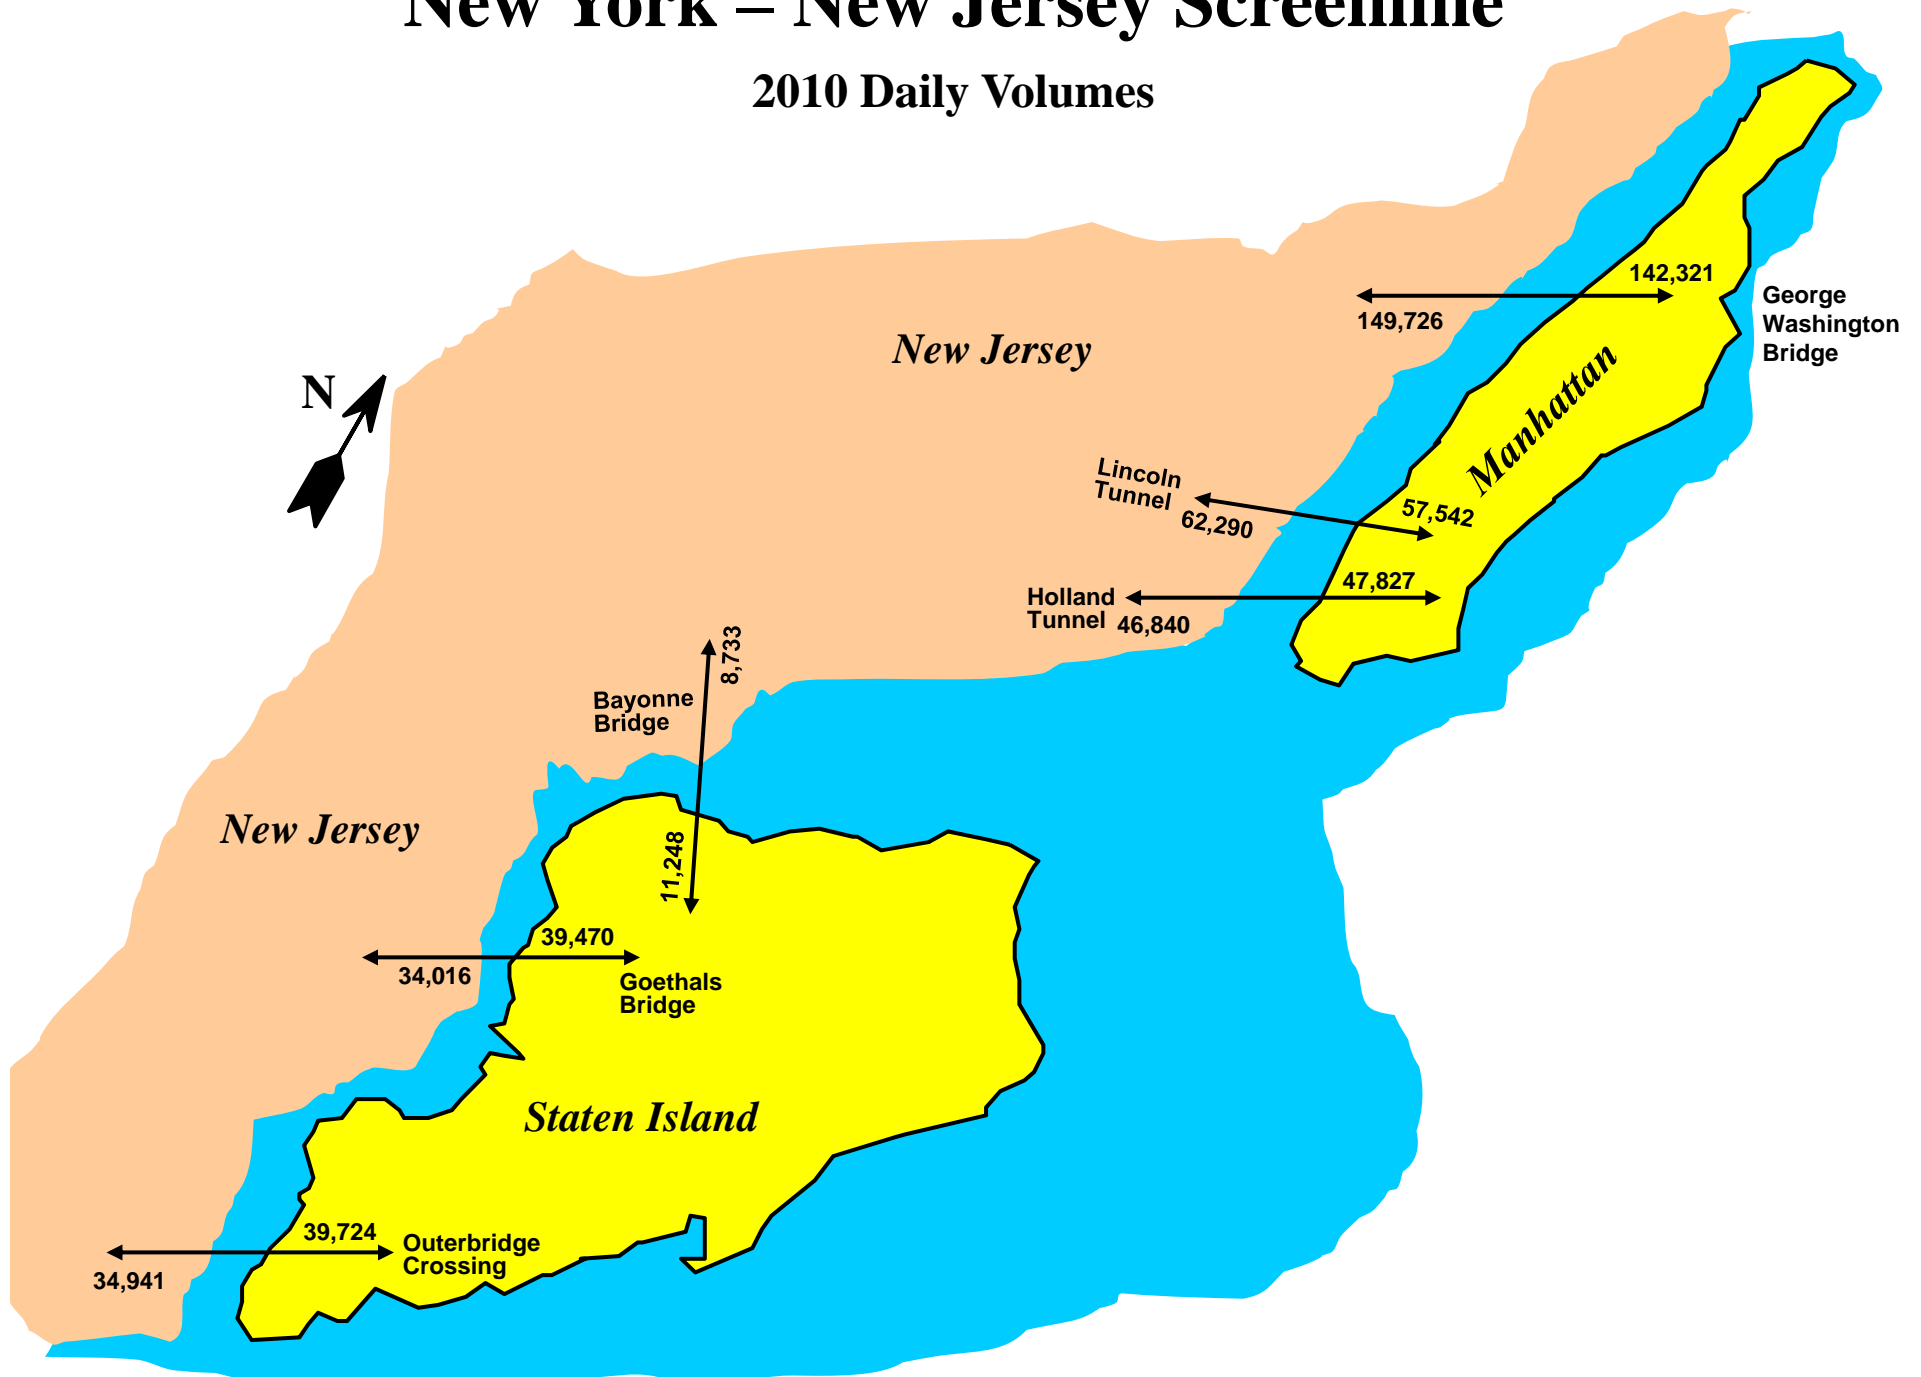 New York – New Jersey Screenline
2010 Daily Volumes
142,321
George
Washington
Bridge
149,726
New Jersey
N
Manhattan
Lincoln
Tunnel
62,290
57,542
47,827
Holland
Tunnel
46,840
8,733
Bayonne
Bridge
New Jersey
11,248
39,470
34,016
Goethals
Bridge
Staten Island
39,724
Outerbridge
Crossing
34,941